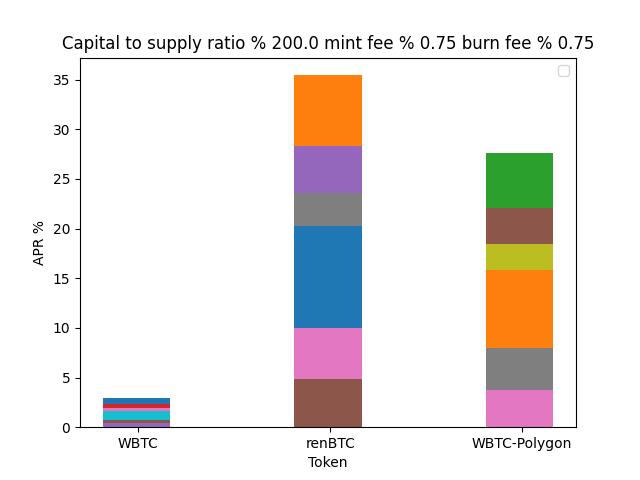 Capital to supply ratio % 200.0 mint fee % 0.75 burn fee % 0.75
35
30
25
20
15
10
5
0
APR %
WBTC
renBTC
WBTC-Polygon
Token